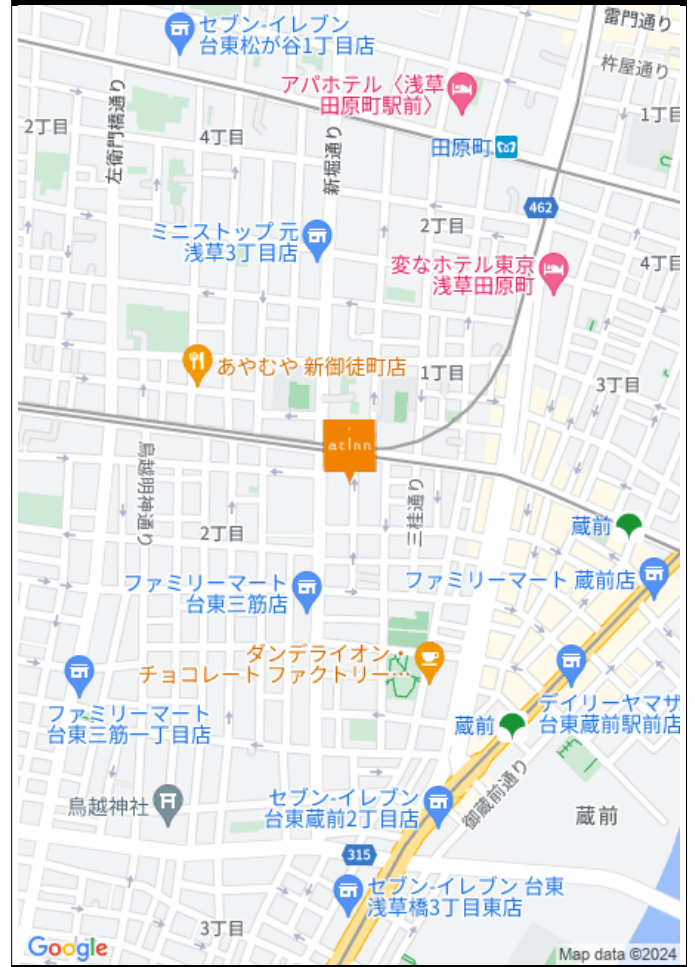 雷門通り
セブン-イレブン
台東松が谷1丁目店
杵屋通り
アパホテル〈浅草
田原町駅前〉
左衛門橋通り
1丁目
2丁目
4丁目
新堀通り
田原町
462
2丁目
ミニストップ 元
浅草3丁目店
変なホテル東京
浅草田原町
4丁目
あやむや 新御徒町店
1丁目
3丁目
at inn
鳥越明神通り
三桂通り
2丁目
蔵前
ファミリーマート
台東三筋店
ファミリーマート 蔵前店
ダンデライオン・
チョコレート ファクトリー…
ファミリーマート
台東三筋一丁目店
デイリーヤマザ
台東蔵前駅前店
蔵前
御蔵前通り
鳥越神社
セブン-イレブン
台東蔵前2丁目店
蔵前
315
セブン-イレブン 台東
浅草橋3丁目東店
3丁目
Google
Map data ©2024